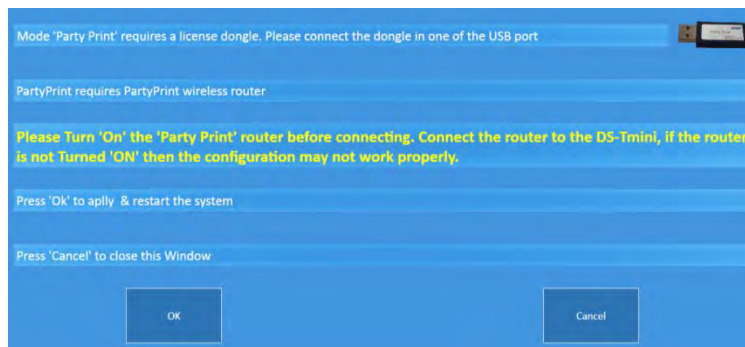 Mode 'Party Print' requires a license dongle. Please connect the dongle in one of the USB port
PartyPrint requires PartyPrint wireless router
Please Turn 'On' the 'Party Print' router before connecting. Connect the router to the DS-Tmini, if the router
is not Turned 'ON' then the configuration may not work properly.
Press 'Ok' to aplly & restart the system
Press 'Cancel' to close this Window
OK
Cancel